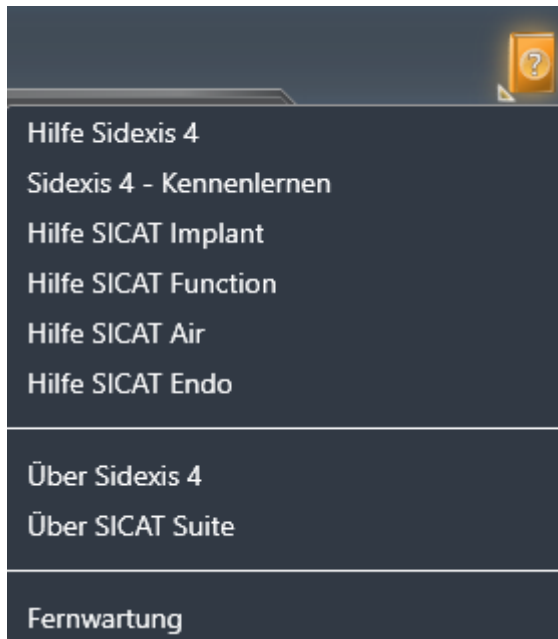 ?
Hilfe Sidexis 4
Sidexis 4 - Kennenlernen
Hilfe SICAT Implant
Hilfe SICAT Function
Hilfe SICAT Air
Hilfe SICAT Endo
Über Sidexis 4
Über SICAT Suite
Fernwartung